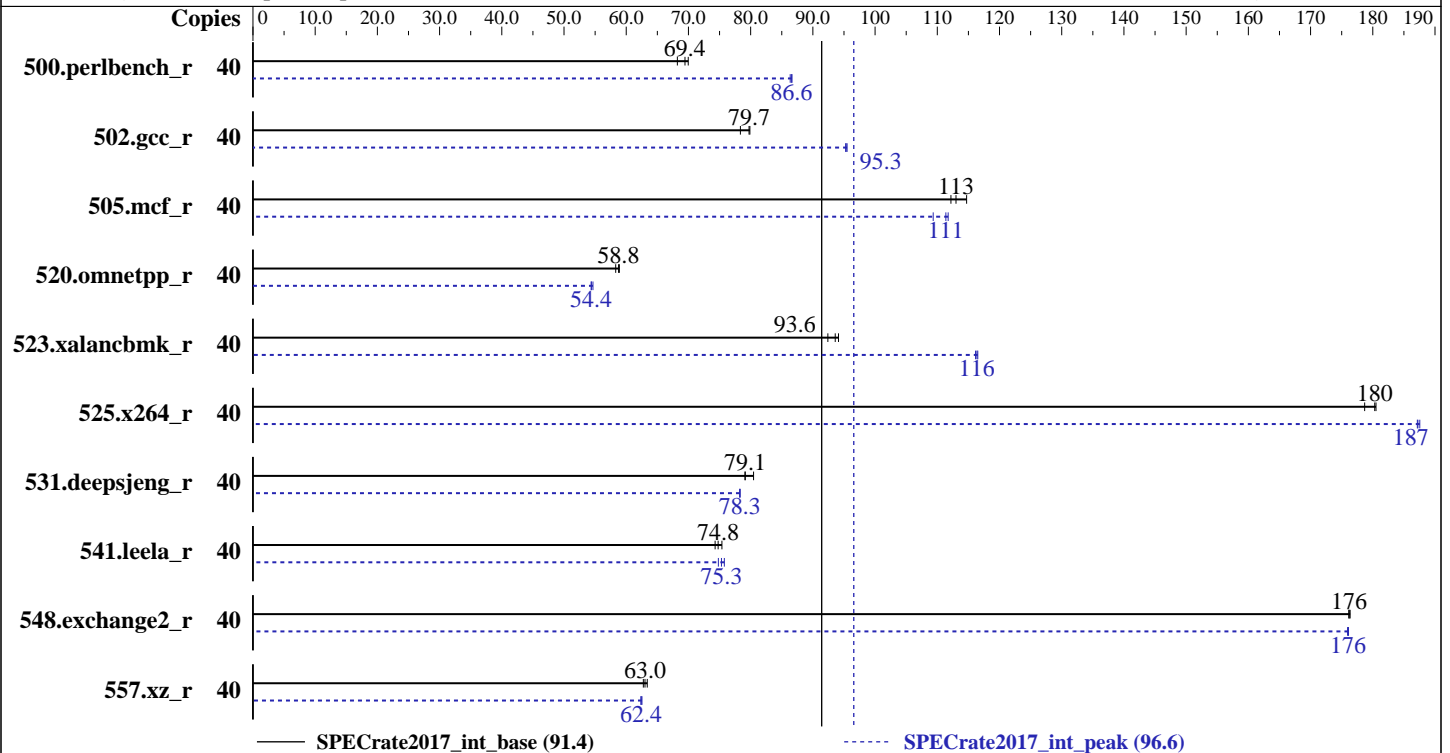 Copies 0 10.0 20.0 30.0 40.0 50.0 60.0 70.0 80.0 90.0 100 110 120 130 140 150 160 170 180 190
69.4
500.perlbench_r 40
86.6
79.7
502.gcc_r 40
95.3
113
505.mcf_r 40
111
58.8
520.omnetpp_r 40
54.4
93.6
523.xalancbmk_r 40
116
180
525.x264_r 40
187
79.1
531.deepsjeng_r 40
78.3
74.8
541.leela_r 40
75.3
176
548.exchange2_r 40
176
63.0
557.xz_r 40
62.4
SPECrate2017_int_base (91.4) SPECrate2017_int_peak (96.6)